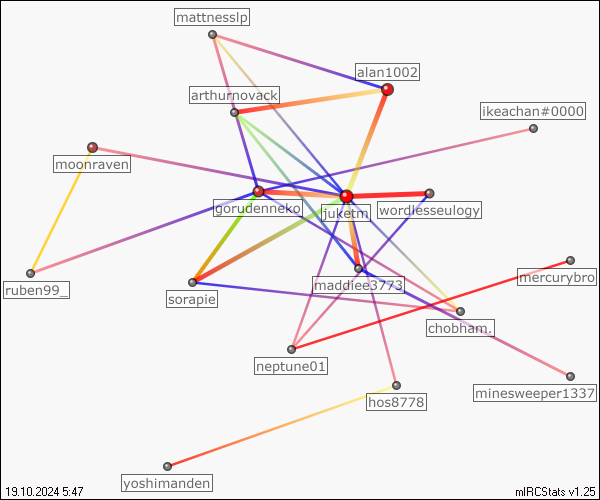 mattnesslp
alan1002
arthurnovack
ikeachan#0000
moonraven
gorudenneko
juketm
wordlesseulogy
ruben99_
sorapie
maddiee3773
mercurybro
chobham.
neptune01
minesweeper1337
hos8778
yoshimanden
19.10.2024 5:47
mIRCStats v1.25